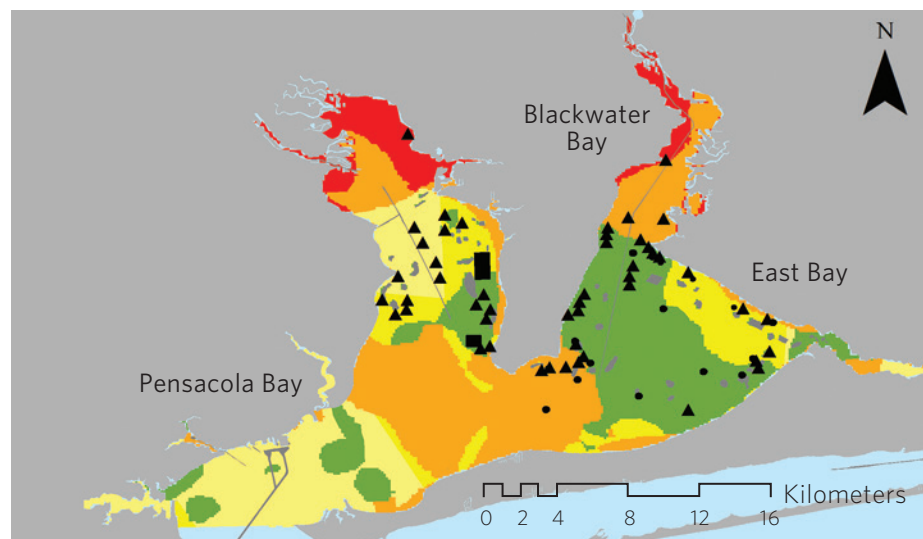 N
Blackwater
Bay
East Bay
Pensacola Bay
Kilometers
0 2 4 8 12 16